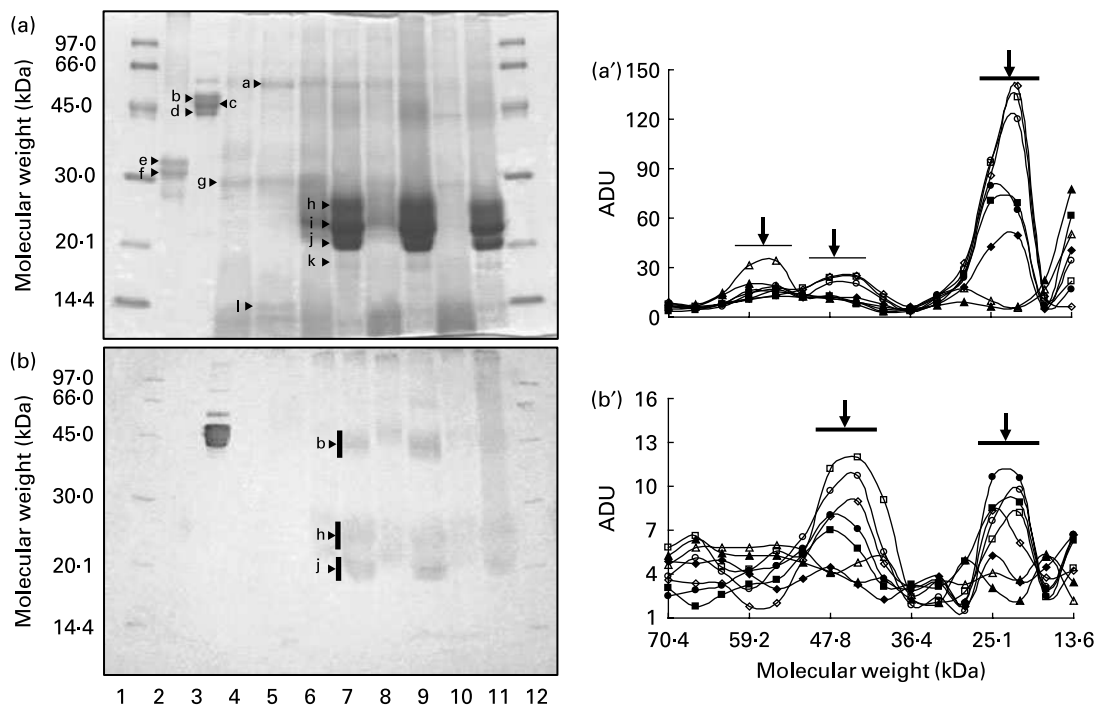 (a)
Molecular weight (kDa)
97·0
66·0
45·0
30·0
20·1
14·4
a
b
c
d
e
f
g
h
i
j
k
l
(b)
Molecular weight (kDa)
97·0
66·0
45·0
30·0
20·1
14·4
b
h
j
1 2 3 4 5 6 7 8 9 10 11 12
(a′)
ADU
150
120
90
60
30
0
(b′)
ADU
16
13
10
7
4
1
70·4 59·2 47·8 36·4 25·1 13·6
Molecular weight (kDa)